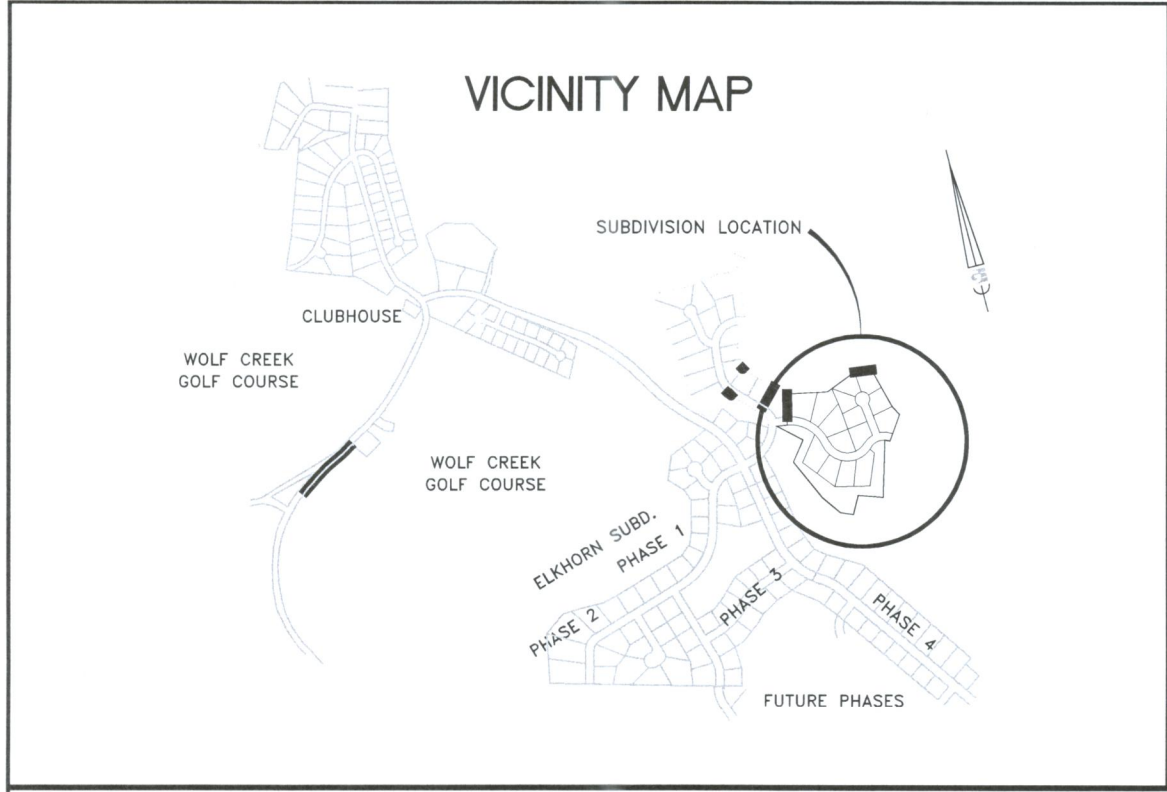 VICINITY MAP
SUBDIVISION LOCATION
CLUBHOUSE
WOLF CREEK
GOLF COURSE
WOLF CREEK
GOLF COURSE
ELKHORN SUBD.
PHASE 1
PHASE 2
PHASE 3
PHASE 4
FUTURE PHASES